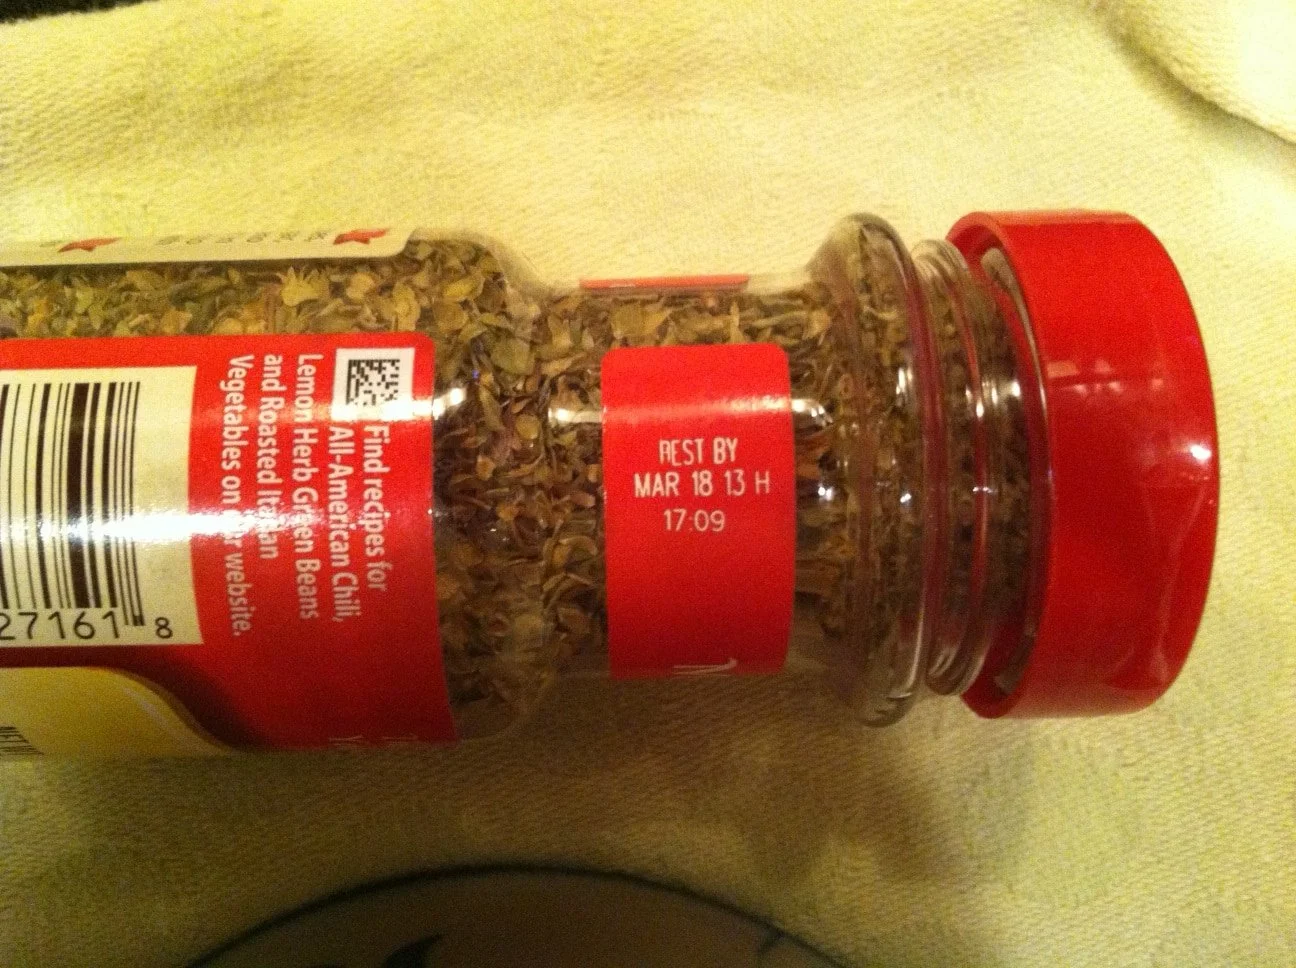 BEST BY
MAR 18 13 H
17:09
Find recipes for
All-American Chili,
Lemon Herb Green Beans
and Roasted Italian
Vegetables on our website.
27161 8